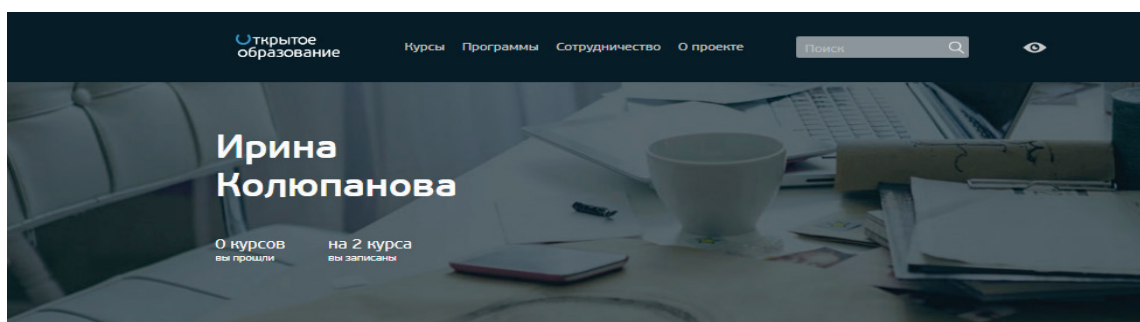 Открытое
образование
Курсы Программы Сотрудничество О проекте
Поиск
Ирина
Колюпанова
0 курсов на 2 курса
вы прошли вы записаны